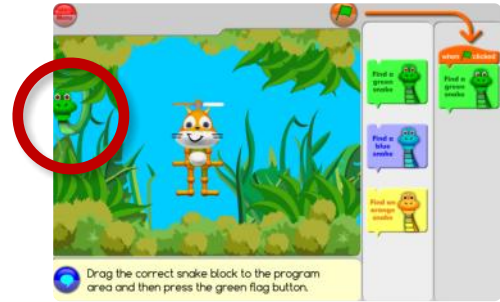 Main
Menu
when clicked
Find a
green
snake
Find a
green
snake
Find a
blue
snake
Find an
orange
snake
Drag the correct snake block to the program
area and then press the green flag button.